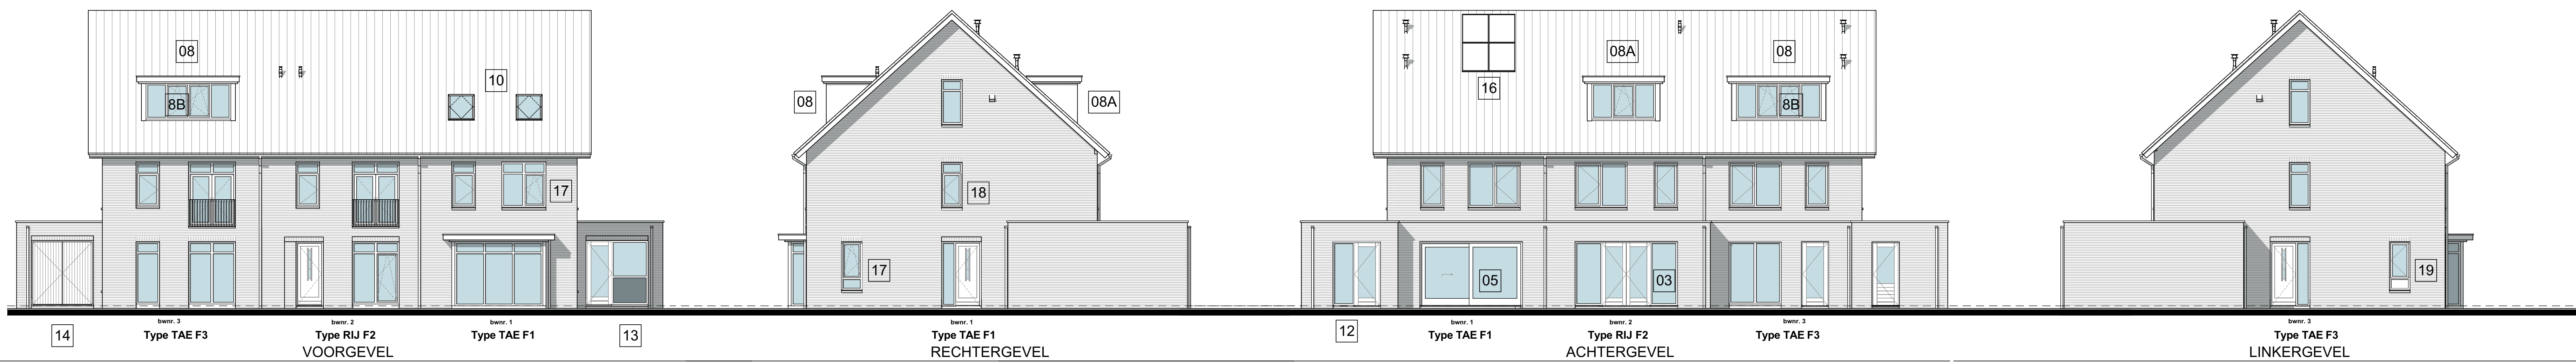 08
8B
10
17
14
13
bwnr. 3
Type TAE F3
bwnr. 2
Type RIJ F2
bwnr. 1
Type TAE F1
VOORGEVEL
08
08A
18
17
bwnr. 1
Type TAE F1
RECHTERGEVEL
16
08A
08
8B
05
03
12
bwnr. 1
Type TAE F1
bwnr. 2
Type RIJ F2
bwnr. 3
Type TAE F3
ACHTERGEVEL
19
bwnr. 3
Type TAE F3
LINKERGEVEL